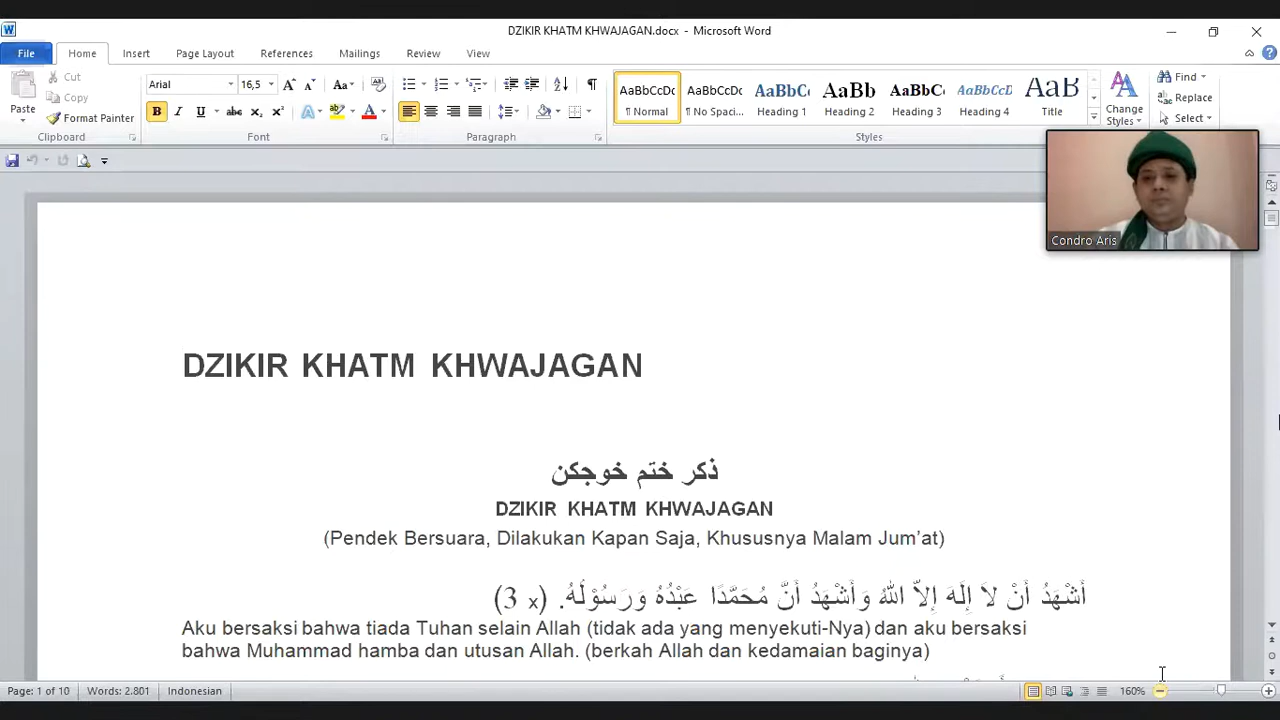 DZIKIR KHATM KHWAJAGAN.docx - Microsoft Word
File Home Insert Page Layout References Mailings Review View
Cut
Copy
Format Painter
Paste
Clipboard
Arial 16,5
Font
Paragraph
AaBbCcDc AaBbCcDc AaBbC AaBb AaBbC AaBbCcD AaB
¶ Normal ¶ No Spaci... Heading 1 Heading 2 Heading 3 Heading 4 Title
Change Styles
Styles
Find
Replace
Select
Condro Aris
DZIKIR KHATM KHWAJAGAN
ذكر ختم خوجكن
DZIKIR KHATM KHWAJAGAN
(Pendek Bersuara, Dilakukan Kapan Saja, Khususnya Malam Jum’at)
أَشْهَدُ أَنْ لاَ إِلَهَ إِلاّ اللهُ وَأَشْهَدُ أَنَّ مُحَمَّدًا عَبْدُهُ وَرَسُوْلُهُ. (3 x)
Aku bersaksi bahwa tiada Tuhan selain Allah (tidak ada yang menyekuti-Nya) dan aku bersaksi
bahwa Muhammad hamba dan utusan Allah. (berkah Allah dan kedamaian baginya)
Page: 1 of 10 Words: 2.801 Indonesian 160%